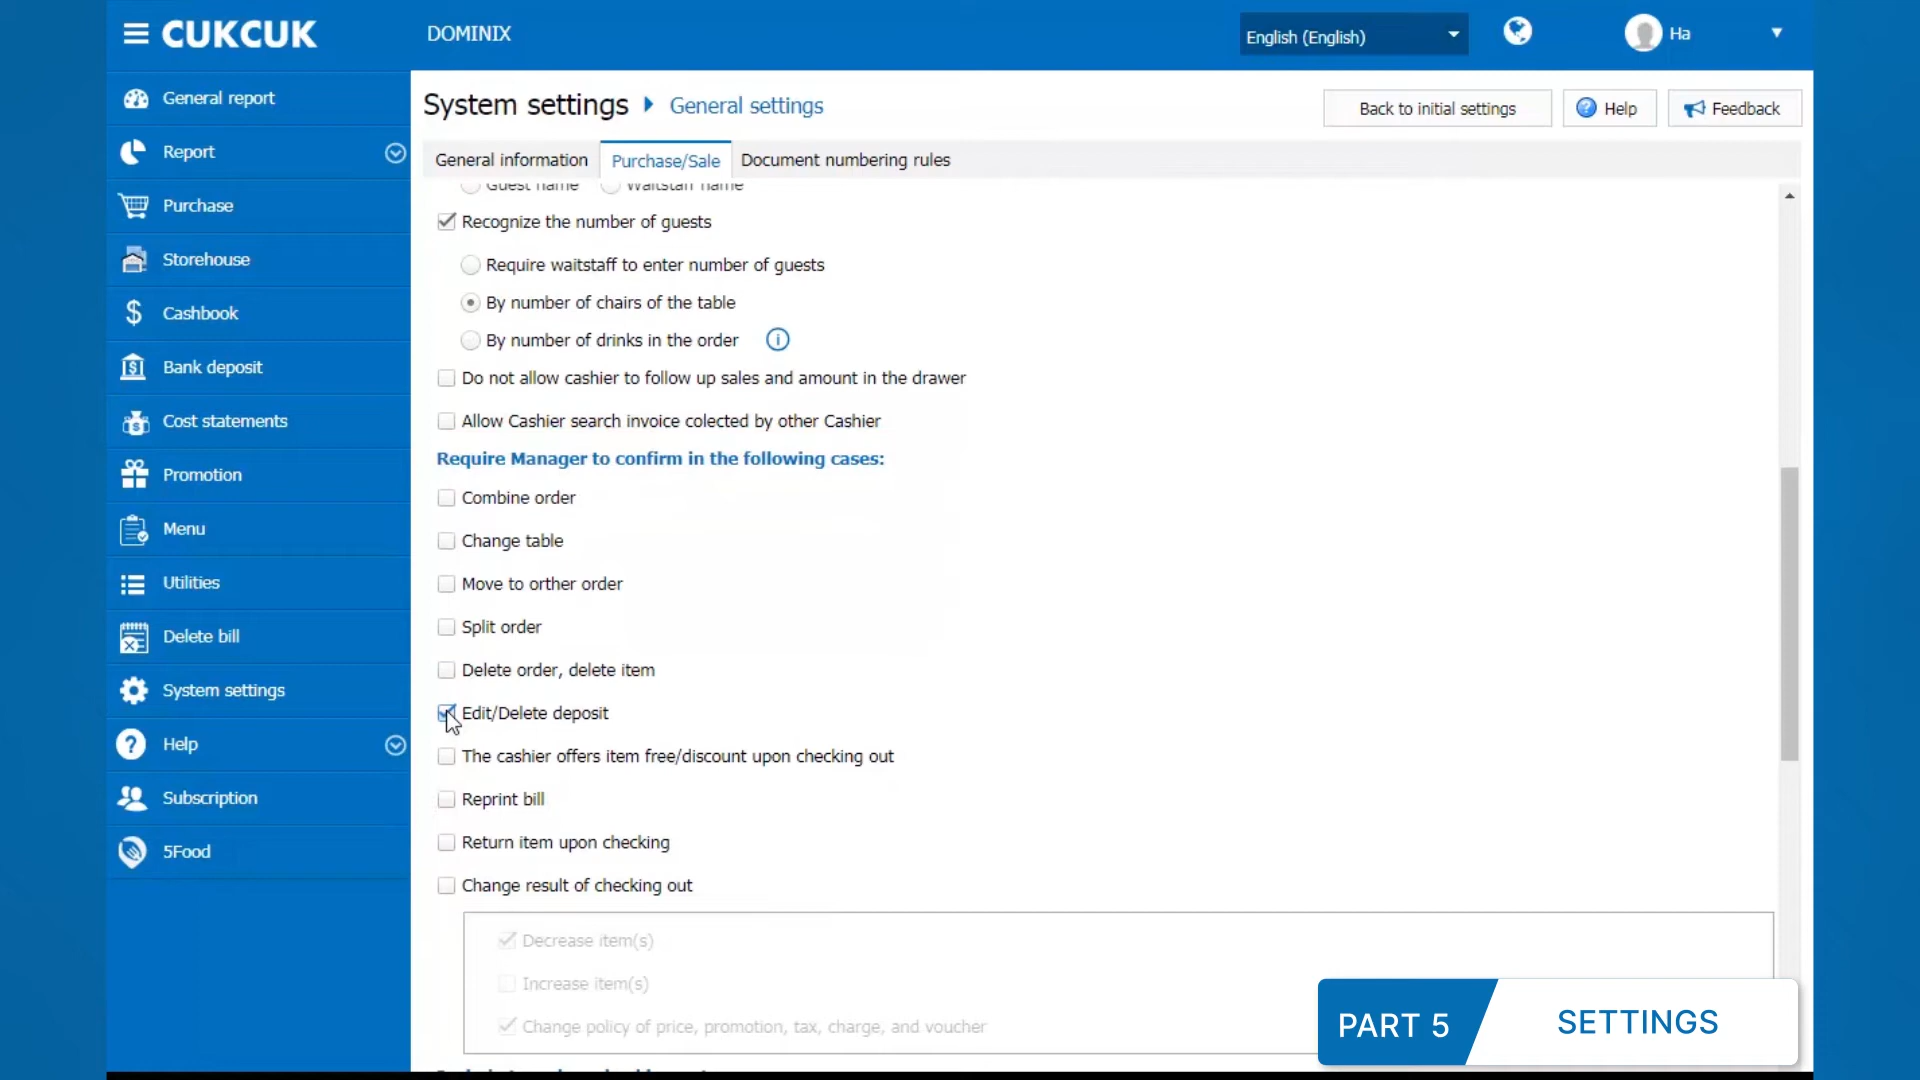 CUKCUK
DOMINIX
English (English)
Ha
General report
Report
Purchase
Storehouse
Cashbook
Bank deposit
Cost statements
Promotion
Menu
Utilities
Delete bill
System settings
Help
Subscription
5Food
System settings General settings
Back to initial settings
Help
Feedback
General information
Purchase/Sale
Document numbering rules
Guest name
Waitstaff name
Recognize the number of guests
Require waitstaff to enter number of guests
By number of chairs of the table
By number of drinks in the order
Do not allow cashier to follow up sales and amount in the drawer
Allow Cashier search invoice colected by other Cashier
Require Manager to confirm in the following cases:
Combine order
Change table
Move to orther order
Split order
Delete order, delete item
Edit/Delete deposit
The cashier offers item free/discount upon checking out
Reprint bill
Return item upon checking
Change result of checking out
Decrease item(s)
Increase item(s)
Change policy of price, promotion, tax, charge, and voucher
PART 5
SETTINGS